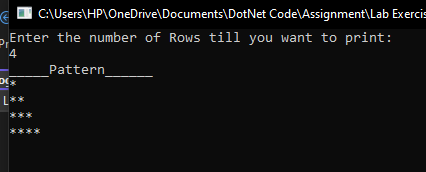 C:\Users\HP\OneDrive\Documents\DotNet Code\Assignment\Lab Exercis
Enter the number of Rows till you want to print:
4
_____Pattern______
*
**
***
****